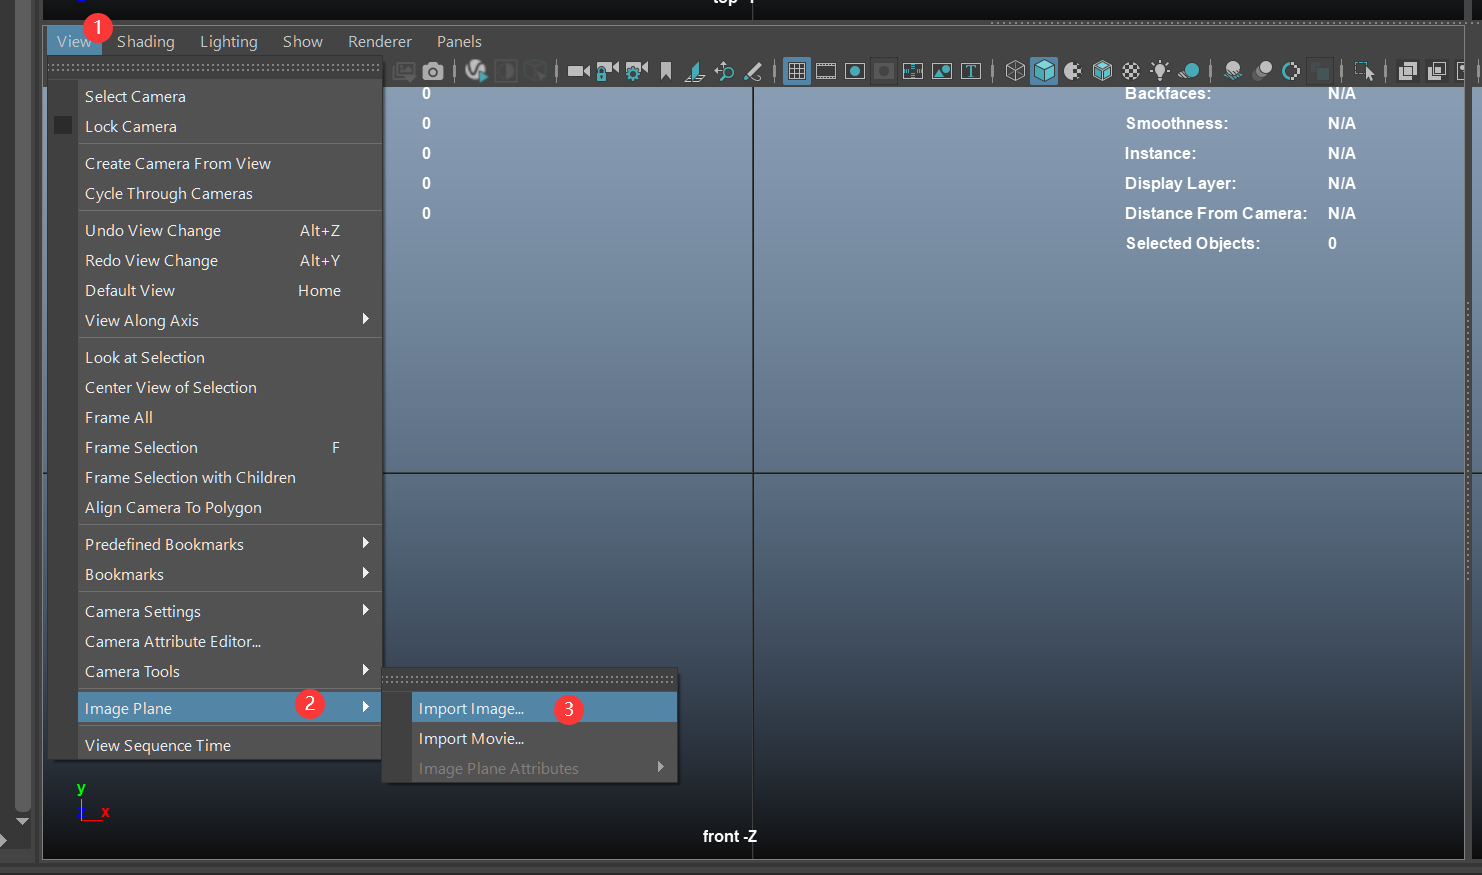 View Shading Lighting Show Renderer Panels
1
Select Camera
Lock Camera
Create Camera From View
Cycle Through Cameras
Undo View Change Alt+Z
Redo View Change Alt+Y
Default View Home
View Along Axis
Look at Selection
Center View of Selection
Frame All
Frame Selection F
Frame Selection with Children
Align Camera To Polygon
Predefined Bookmarks
Bookmarks
Camera Settings
Camera Attribute Editor...
Camera Tools
Image Plane 2
View Sequence Time
Import Image... 3
Import Movie...
Image Plane Attributes
0
0
0
0
0
Backfaces: N/A
Smoothness: N/A
Instance: N/A
Display Layer: N/A
Distance From Camera: N/A
Selected Objects: 0
y
z x
front -Z